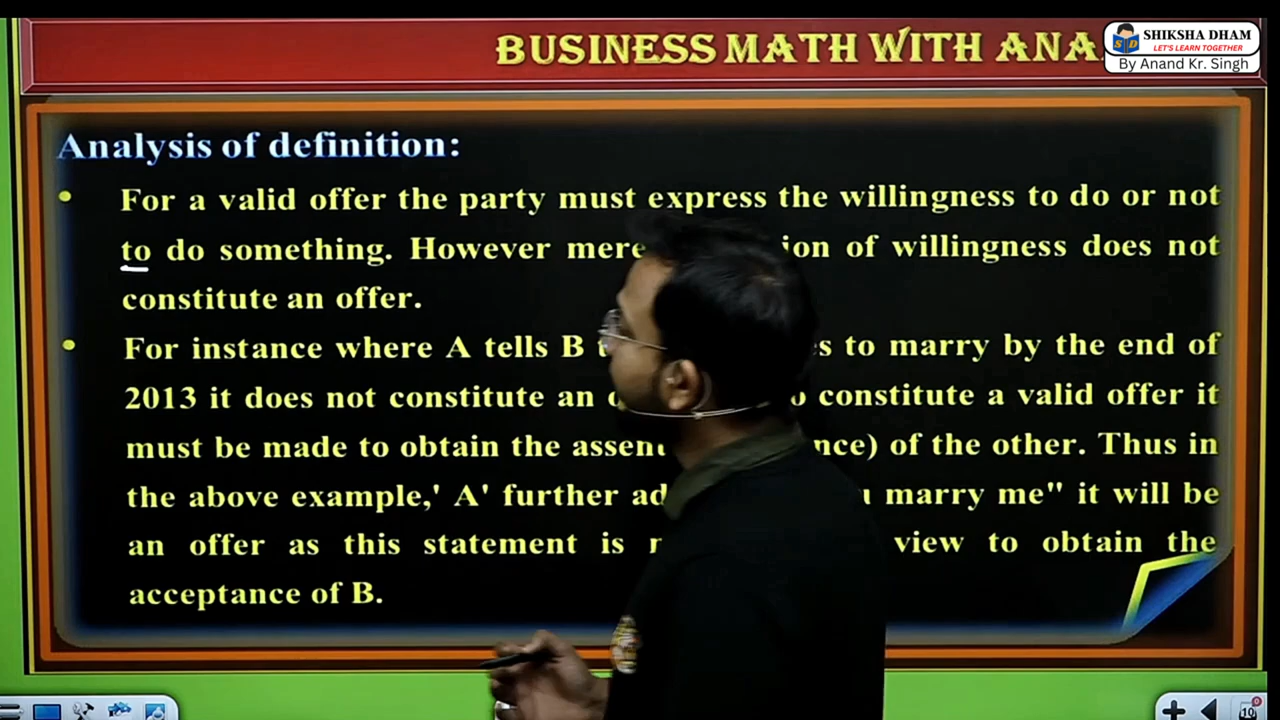 BUSINESS MATH WITH ANA
SHIKSHA DHAM
LET'S LEARN TOGETHER
By Anand Kr. Singh
Analysis of definition:
• For a valid offer the party must express the willingness to do or not
to do something. However mere ion of willingness does not
constitute an offer.
• For instance where A tells B es to marry by the end of
2013 it does not constitute an constitute a valid offer it
must be made to obtain the assent nce) of the other. Thus in
the above example,' A' further ad marry me" it will be
an offer as this statement is view to obtain the
acceptance of B.
10